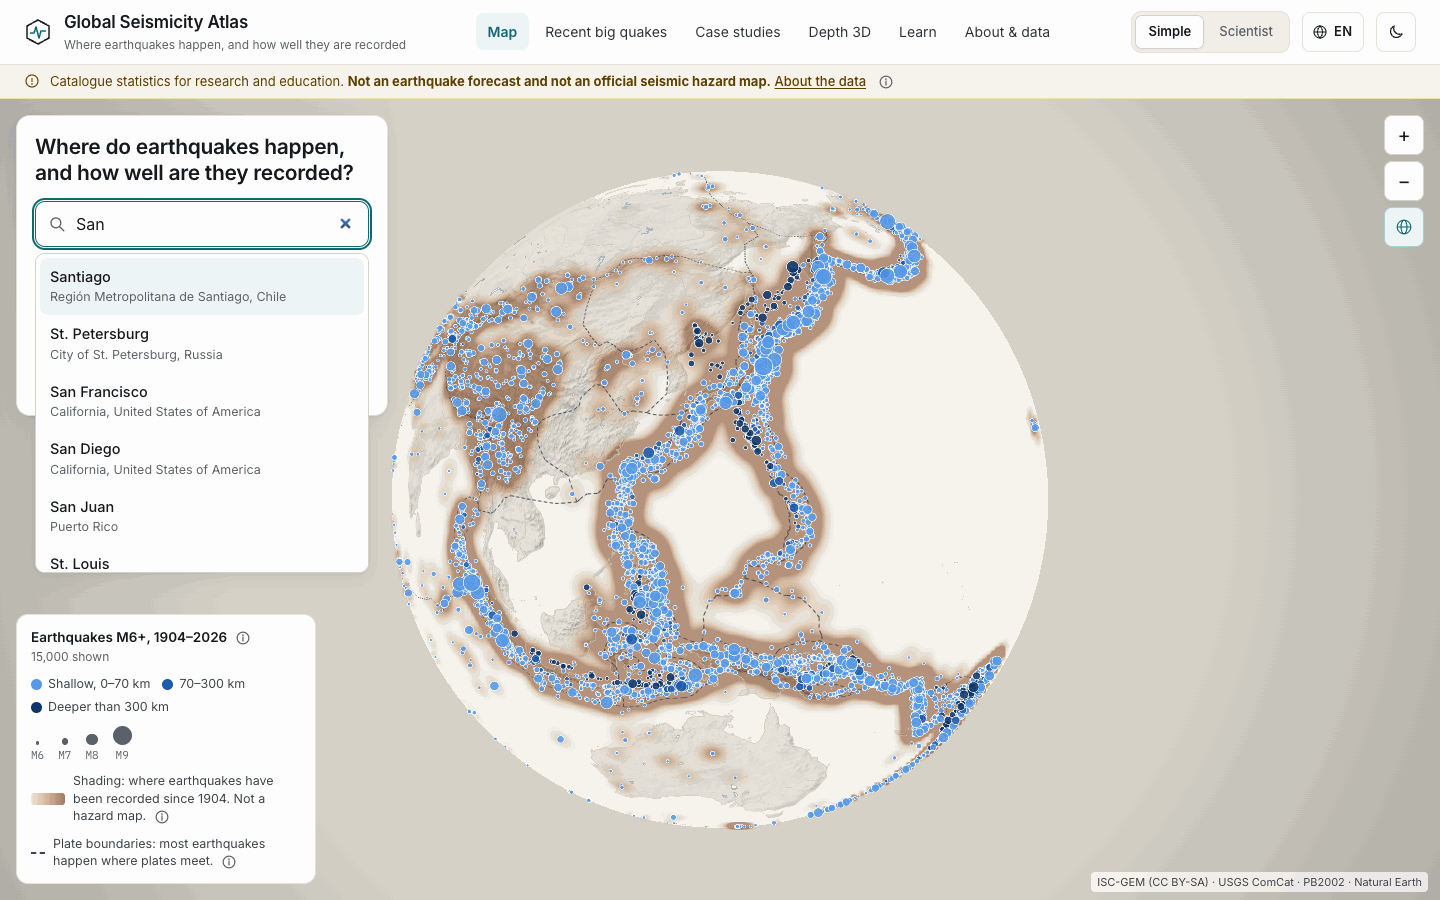 Global Seismicity Atlas
Where earthquakes happen, and how well they are recorded
Map
Recent big quakes
Case studies
Depth 3D
Learn
About & data
Simple
Scientist
EN
Catalogue statistics for research and education. Not an earthquake forecast and not an official seismic hazard map. About the data
Where do earthquakes happen,
and how well are they recorded?
San
Santiago
Región Metropolitana de Santiago, Chile
St. Petersburg
City of St. Petersburg, Russia
San Francisco
California, United States of America
San Diego
California, United States of America
San Juan
Puerto Rico
St. Louis
Earthquakes M6+, 1904–2026
15,000 shown
Shallow, 0–70 km
70–300 km
Deeper than 300 km
M6 M7 M8 M9
Shading: where earthquakes have
been recorded since 1904. Not a
hazard map.
Plate boundaries: most earthquakes
happen where plates meet.
+
−
ISC-GEM (CC BY-SA) · USGS ComCat · PB2002 · Natural Earth